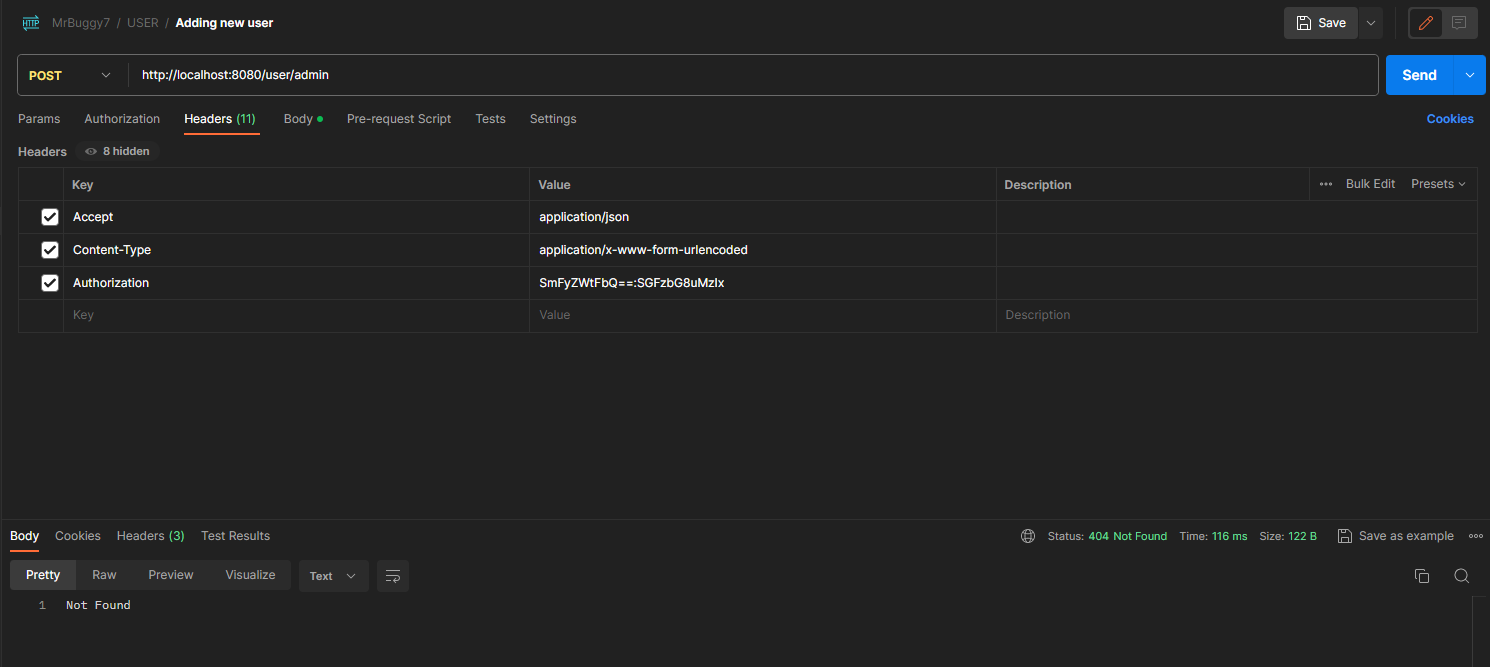 HTTP MrBuggy7 / USER / Adding new user Save
POST http://localhost:8080/user/admin Send
Params Authorization Headers (11) Body Pre-request Script Tests Settings Cookies
Headers 8 hidden
Key Value Description Bulk Edit Presets
Accept application/json
Content-Type application/x-www-form-urlencoded
Authorization SmFyZWtFbQ==:SGFzbG8uMzIx
Key Value Description
Body Cookies Headers (3) Test Results Status: 404 Not Found Time: 116 ms Size: 122 B Save as example
Pretty Raw Preview Visualize Text
1 Not Found